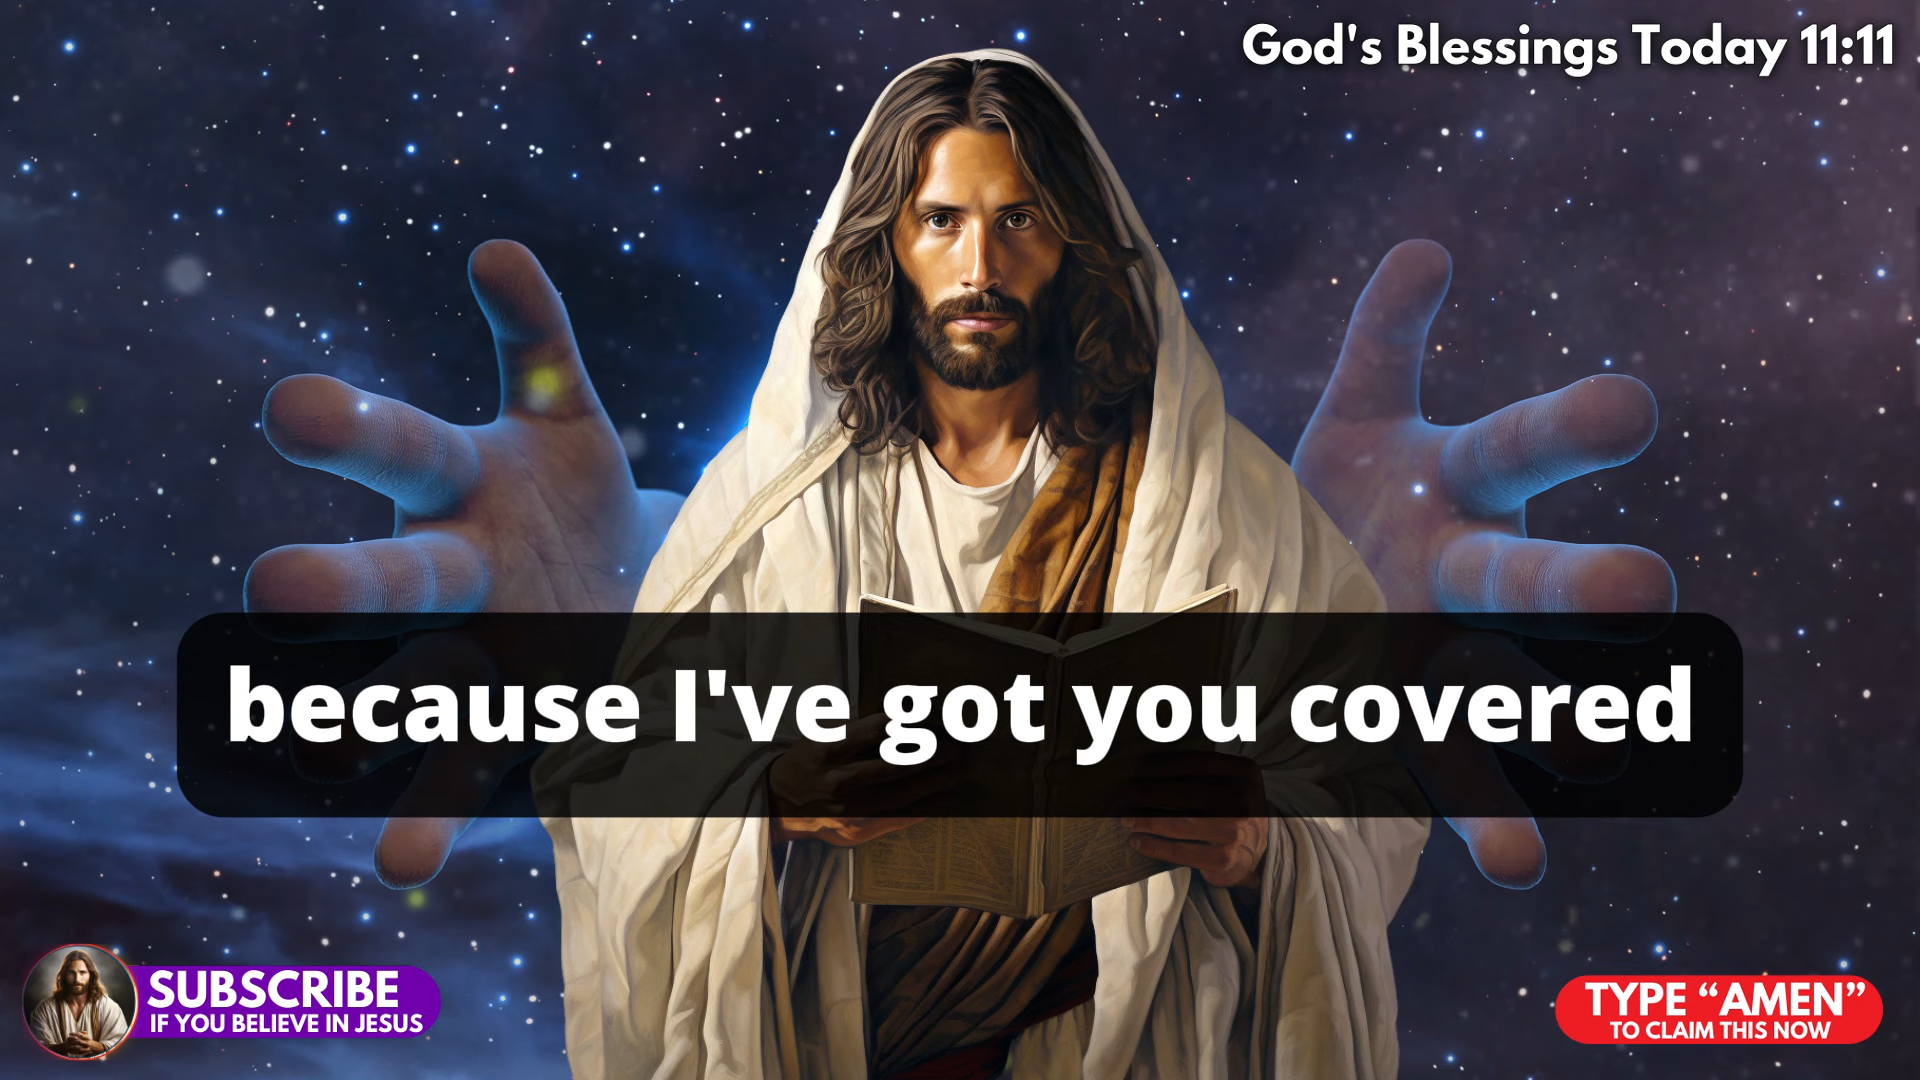 God's Blessings Today 11:11
because I've got you covered
SUBSCRIBE
IF YOU BELIEVE IN JESUS
TYPE “AMEN”
TO CLAIM THIS NOW